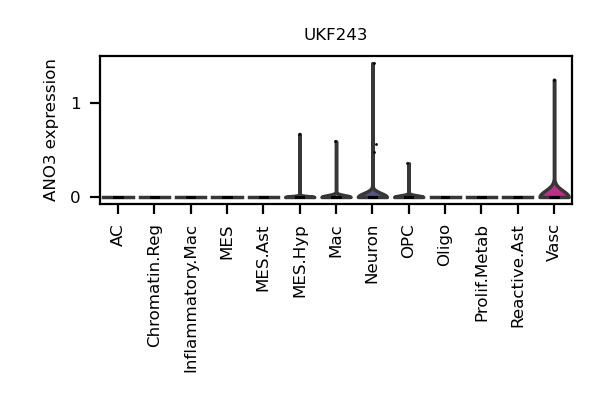 UKF243
ANO3 expression
1
0
AC
Chromatin.Reg
Inflammatory.Mac
MES
MES.Ast
MES.Hyp
Mac
Neuron
OPC
Oligo
Prolif.Metab
Reactive.Ast
Vasc